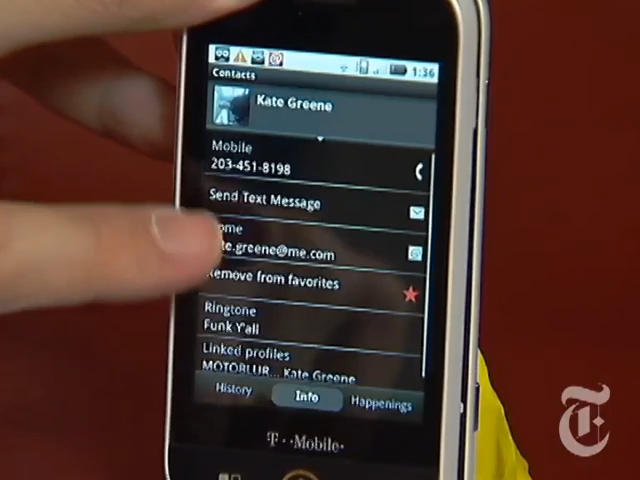 1:36
Contacts
Kate Greene
Mobile
203-451-8198
Send Text Message
ome
te.greene@me.com
emove from favorites
Ringtone
Funk Y'all
Linked profiles
MOTOBLUR... Kate Greene
History Info Happenings
T··Mobile·
T